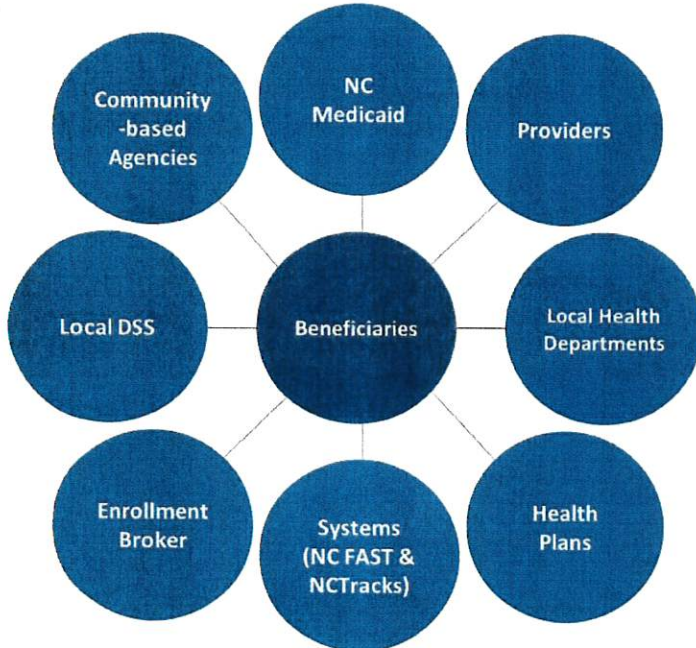 NC
Medicaid
Community
-based
Agencies
Providers
Local DSS
Beneficiaries
Local Health
Departments
Enrollment
Broker
Systems
(NC FAST &
NCTracks)
Health
Plans